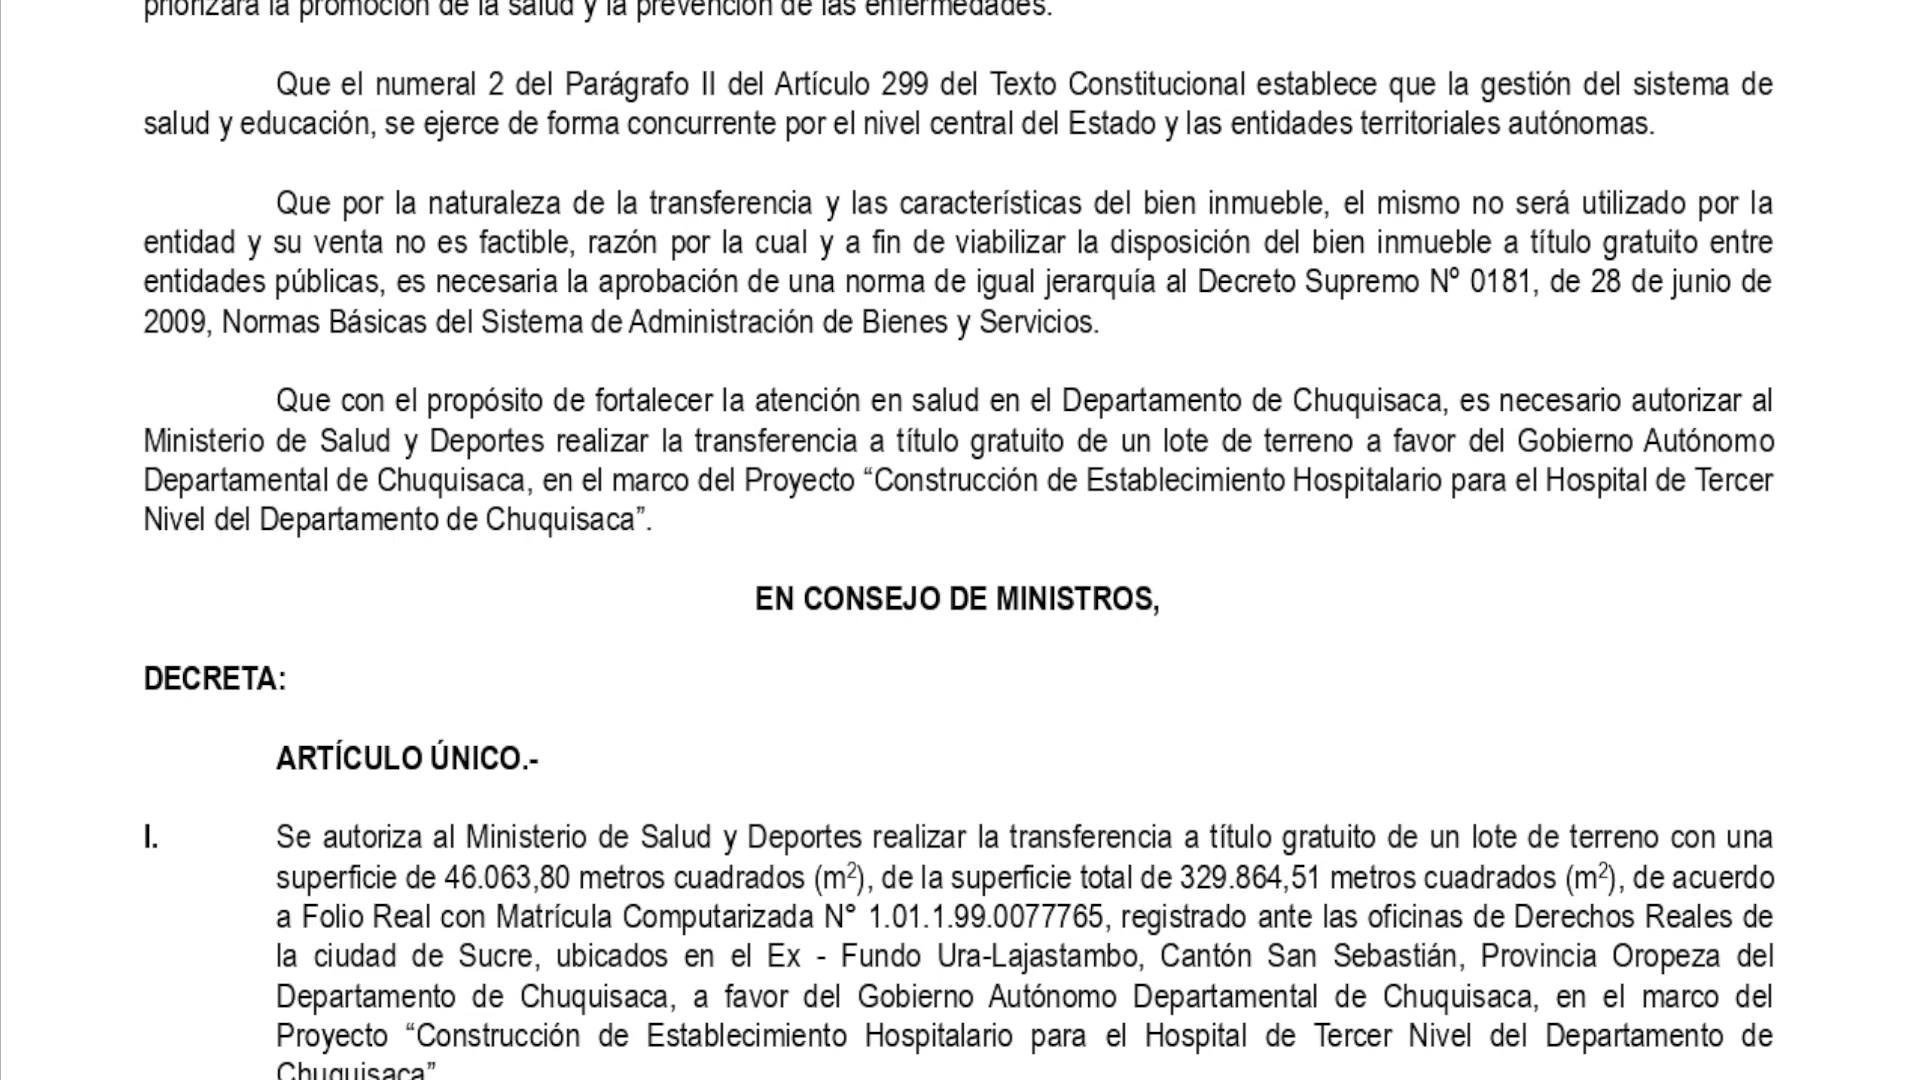 priorizará la promoción de la salud y la prevención de las enfermedades.
Que el numeral 2 del Parágrafo II del Artículo 299 del Texto Constitucional establece que la gestión del sistema de
salud y educación, se ejerce de forma concurrente por el nivel central del Estado y las entidades territoriales autónomas.
Que por la naturaleza de la transferencia y las características del bien inmueble, el mismo no será utilizado por la
entidad y su venta no es factible, razón por la cual y a fin de viabilizar la disposición del bien inmueble a título gratuito entre
entidades públicas, es necesaria la aprobación de una norma de igual jerarquía al Decreto Supremo Nº 0181, de 28 de junio de
2009, Normas Básicas del Sistema de Administración de Bienes y Servicios.
Que con el propósito de fortalecer la atención en salud en el Departamento de Chuquisaca, es necesario autorizar al
Ministerio de Salud y Deportes realizar la transferencia a título gratuito de un lote de terreno a favor del Gobierno Autónomo
Departamental de Chuquisaca, en el marco del Proyecto “Construcción de Establecimiento Hospitalario para el Hospital de Tercer
Nivel del Departamento de Chuquisaca”.
EN CONSEJO DE MINISTROS,
DECRETA:
ARTÍCULO ÚNICO.-
I. Se autoriza al Ministerio de Salud y Deportes realizar la transferencia a título gratuito de un lote de terreno con una
superficie de 46.063,80 metros cuadrados (m²), de la superficie total de 329.864,51 metros cuadrados (m²), de acuerdo
a Folio Real con Matrícula Computarizada N° 1.01.1.99.0077765, registrado ante las oficinas de Derechos Reales de
la ciudad de Sucre, ubicados en el Ex - Fundo Ura-Lajastambo, Cantón San Sebastián, Provincia Oropeza del
Departamento de Chuquisaca, a favor del Gobierno Autónomo Departamental de Chuquisaca, en el marco del
Proyecto “Construcción de Establecimiento Hospitalario para el Hospital de Tercer Nivel del Departamento de
Chuquisaca”